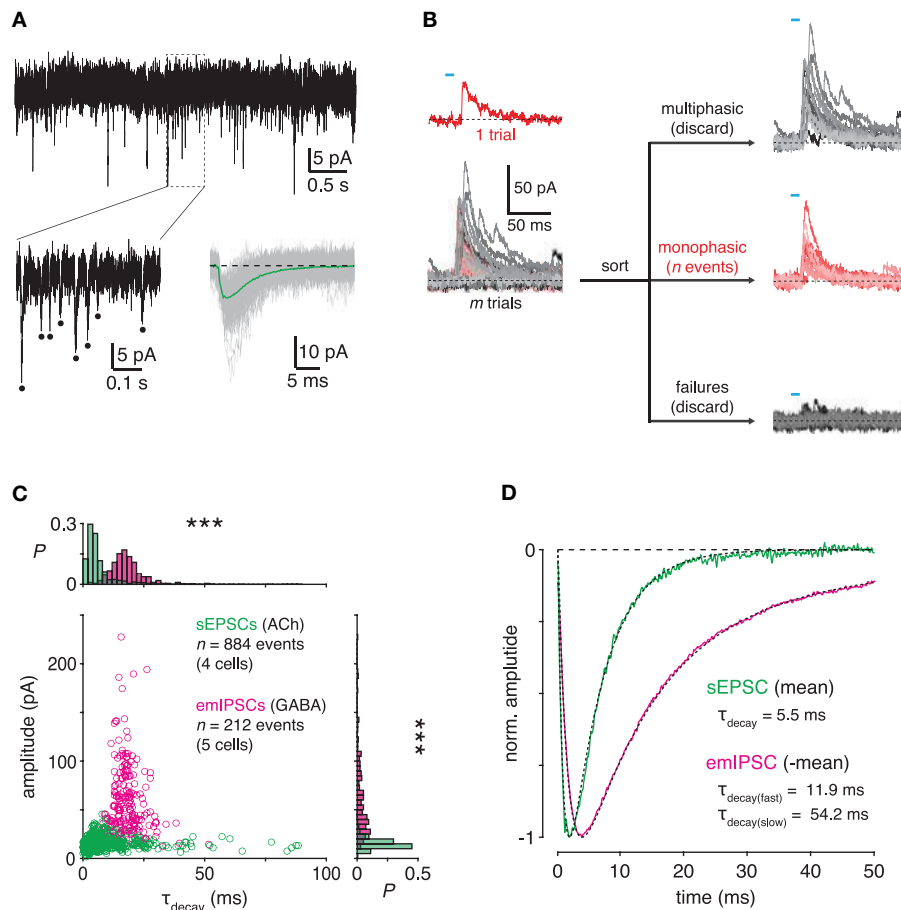 A
5 pA
0.5 s
5 pA
0.1 s
10 pA
5 ms
B
1 trial
50 pA
50 ms
m trials
sort
multiphasic
(discard)
monophasic
(n events)
failures
(discard)
C
0.3
P
0
***
sEPSCs (ACh)
n = 884 events
(4 cells)
emIPSCs (GABA)
n = 212 events
(5 cells)
amplitude (pA)
200
100
0
0
50
100
τdecay (ms)
***
0
0.5
P
D
0
norm. amplutide
-1
sEPSC (mean)
τdecay = 5.5 ms
emIPSC (-mean)
τdecay(fast) = 11.9 ms
τdecay(slow) = 54.2 ms
0
10
20
30
40
50
time (ms)